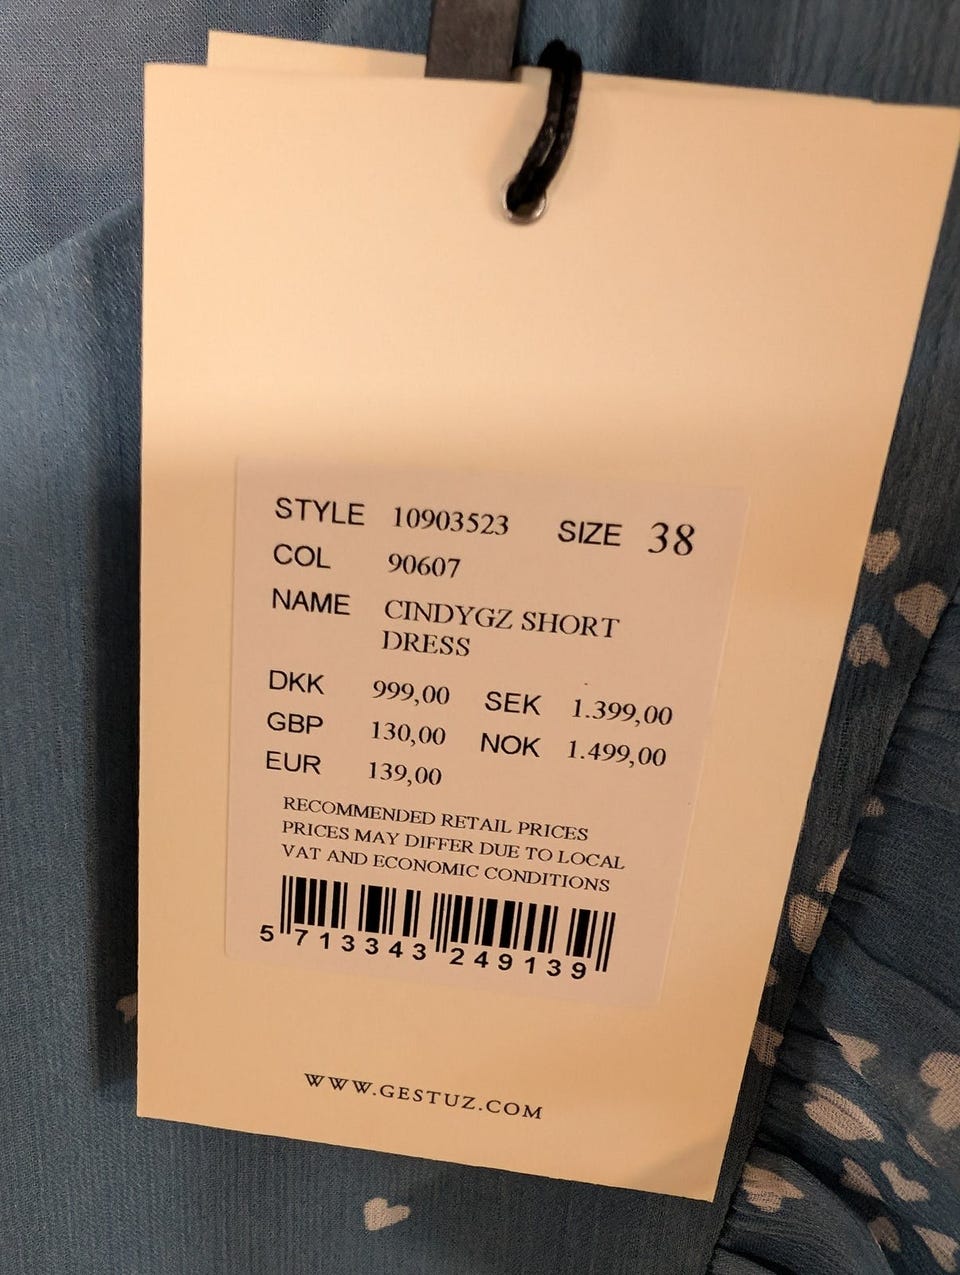 STYLE 10903523 SIZE 38
COL 90607
NAME CINDYGZ SHORT
DRESS
DKK 999,00 SEK 1.399,00
GBP 130,00 NOK 1.499,00
EUR 139,00
RECOMMENDED RETAIL PRICES
PRICES MAY DIFFER DUE TO LOCAL
VAT AND ECONOMIC CONDITIONS
5 713343 249139
WWW.GESTUZ.COM